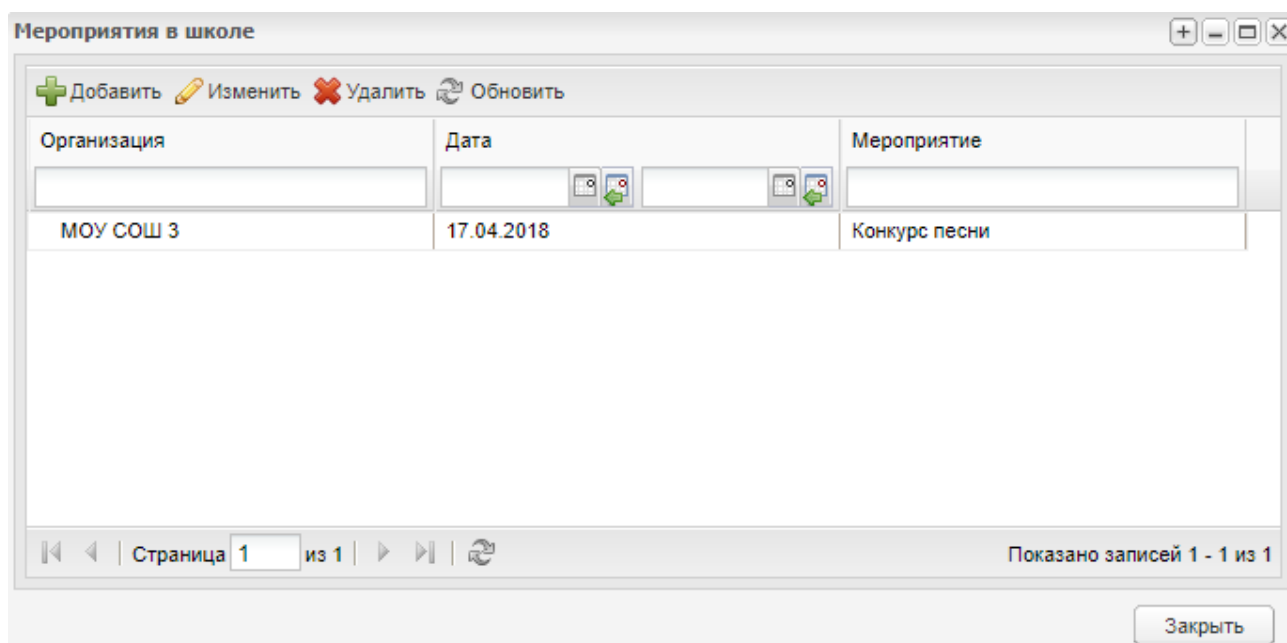 Мероприятия в школе
Добавить Изменить Удалить Обновить
Организация Дата Мероприятие
МОУ СОШ 3 17.04.2018 Конкурс песни
Страница 1 из 1 Показано записей 1 - 1 из 1
Закрыть